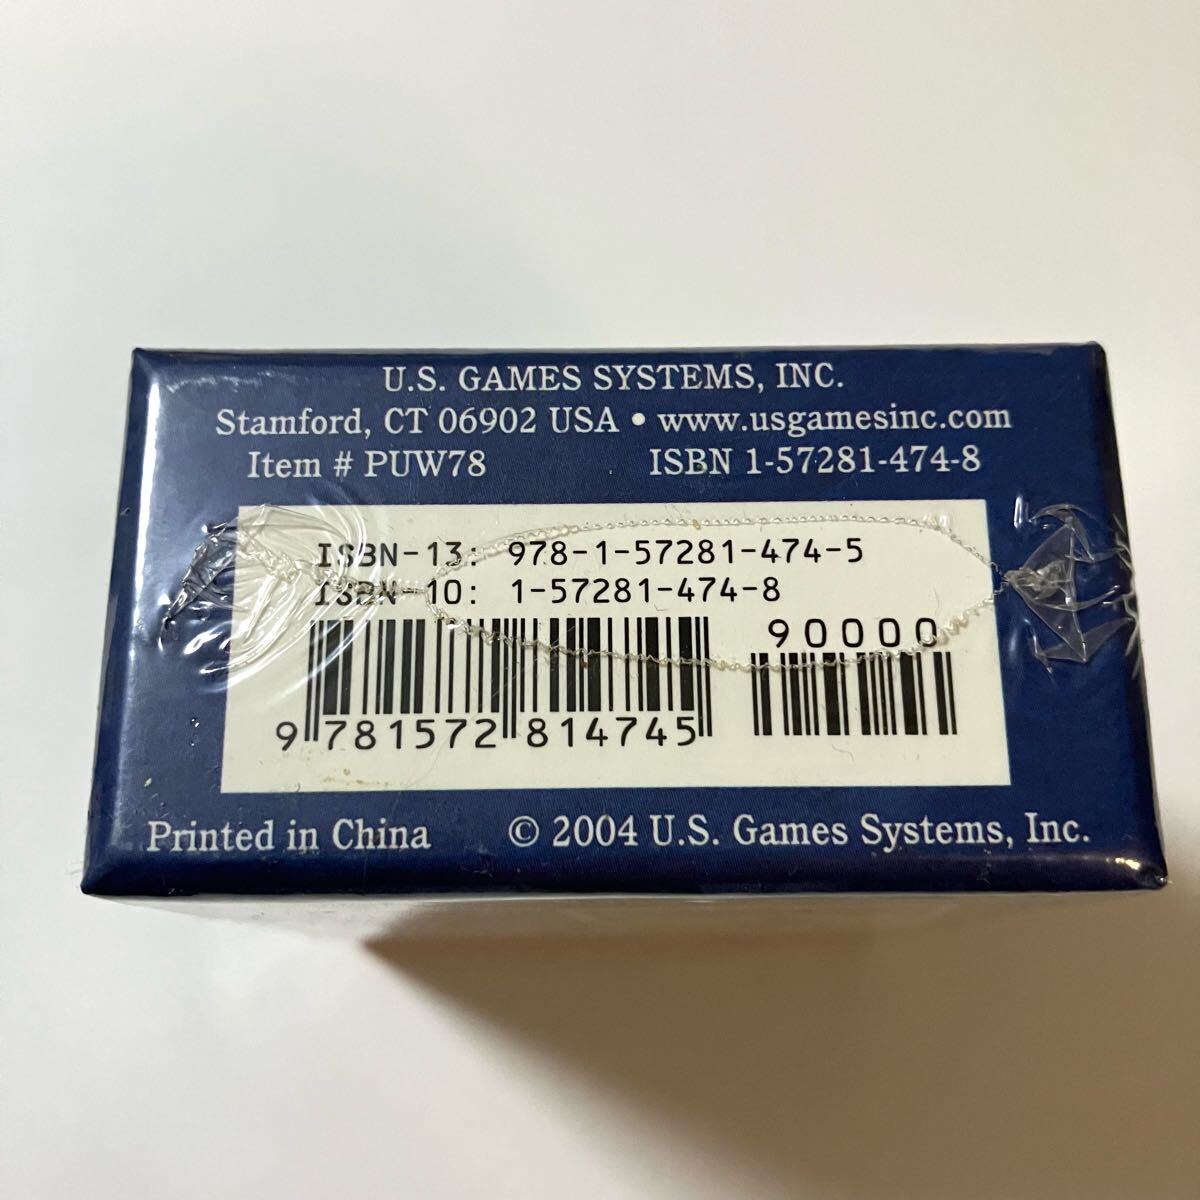 U.S. GAMES SYSTEMS, INC.
Stamford, CT 06902 USA • www.usgamesinc.com
Item # PUW78 ISBN 1-57281-474-8
ISBN-13: 978-1-57281-474-5
ISBN-10: 1-57281-474-8
90000
9 781572 814745
Printed in China © 2004 U.S. Games Systems, Inc.